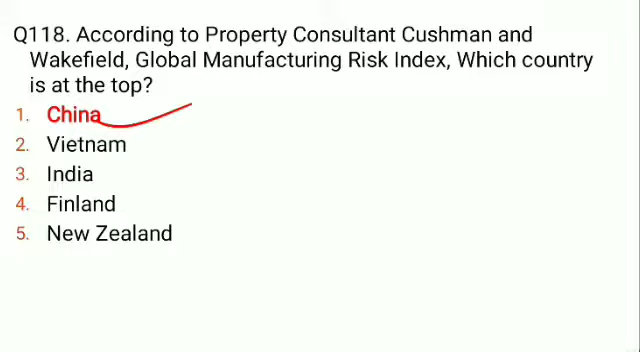 Q118. According to Property Consultant Cushman and
Wakefield, Global Manufacturing Risk Index, Which country
is at the top?
1. China
2. Vietnam
3. India
4. Finland
5. New Zealand